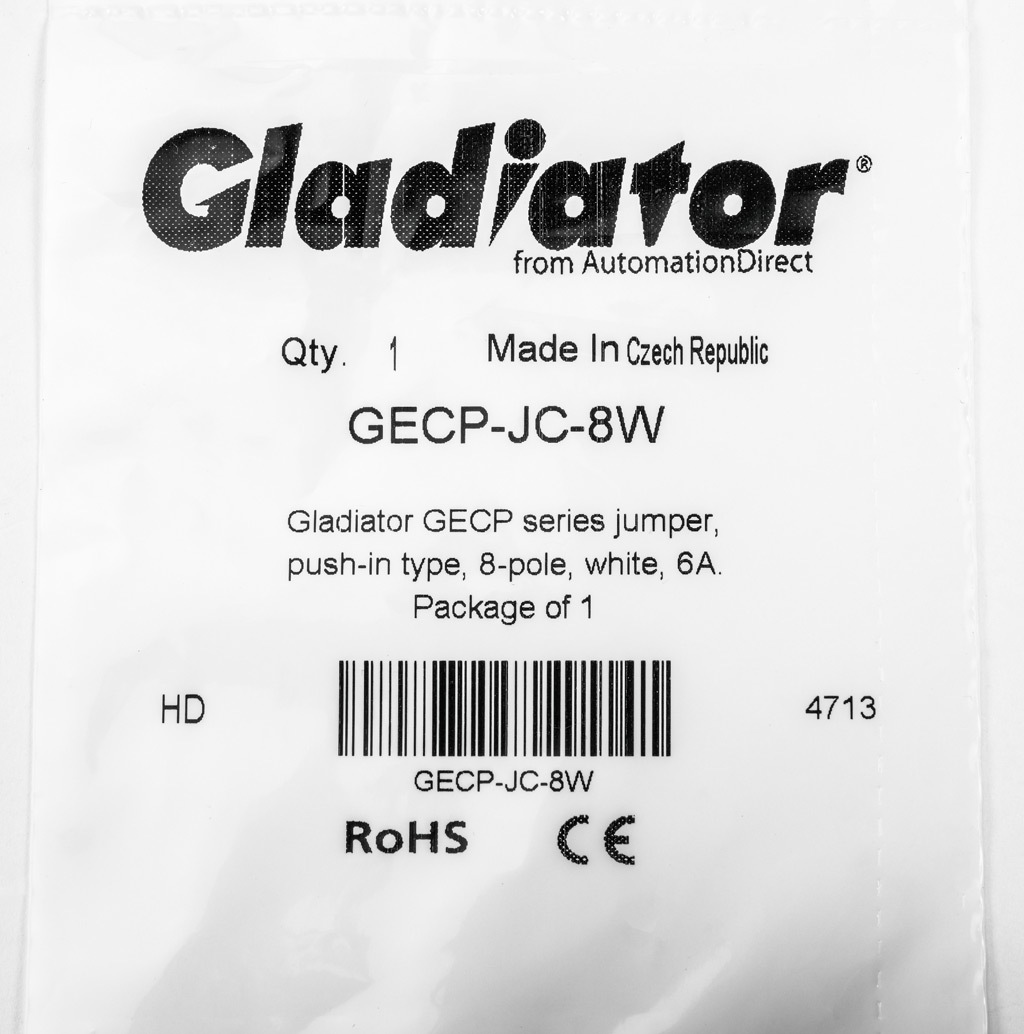 Gladiator®
from AutomationDirect
Qty. 1 Made In Czech Republic
GECP-JC-8W
Gladiator GECP series jumper,
push-in type, 8-pole, white, 6A.
Package of 1
HD 4713
GECP-JC-8W
RoHS CE